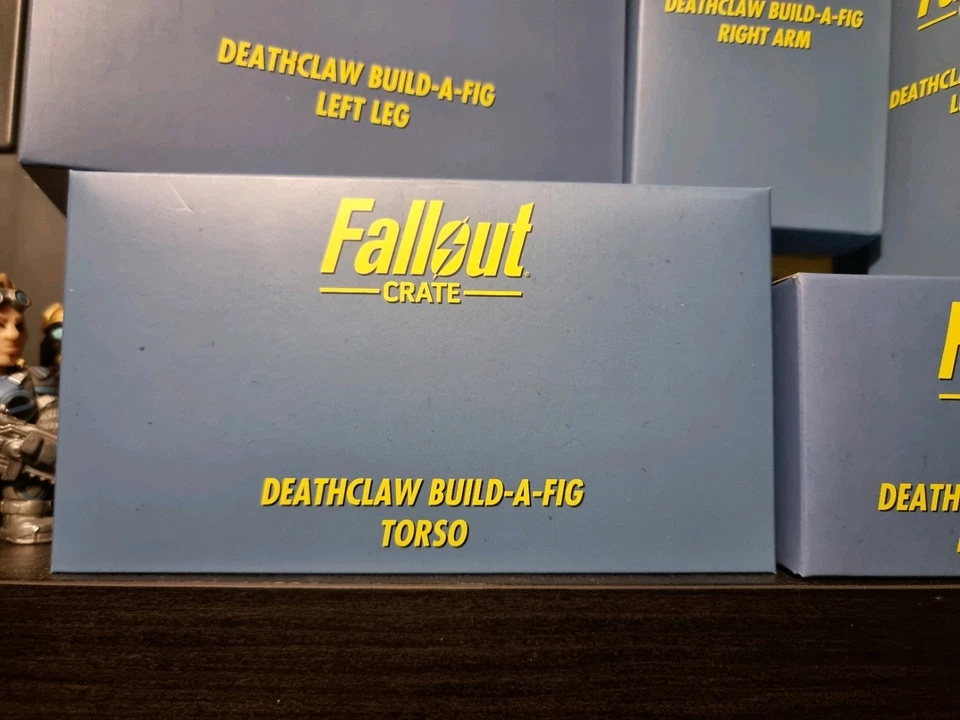 DEATHCLAW BUILD-A-FIG
LEFT LEG
DEATHCLAW BUILD-A-FIG
RIGHT ARM
Fallout
CRATE
DEATHCLAW BUILD-A-FIG
TORSO